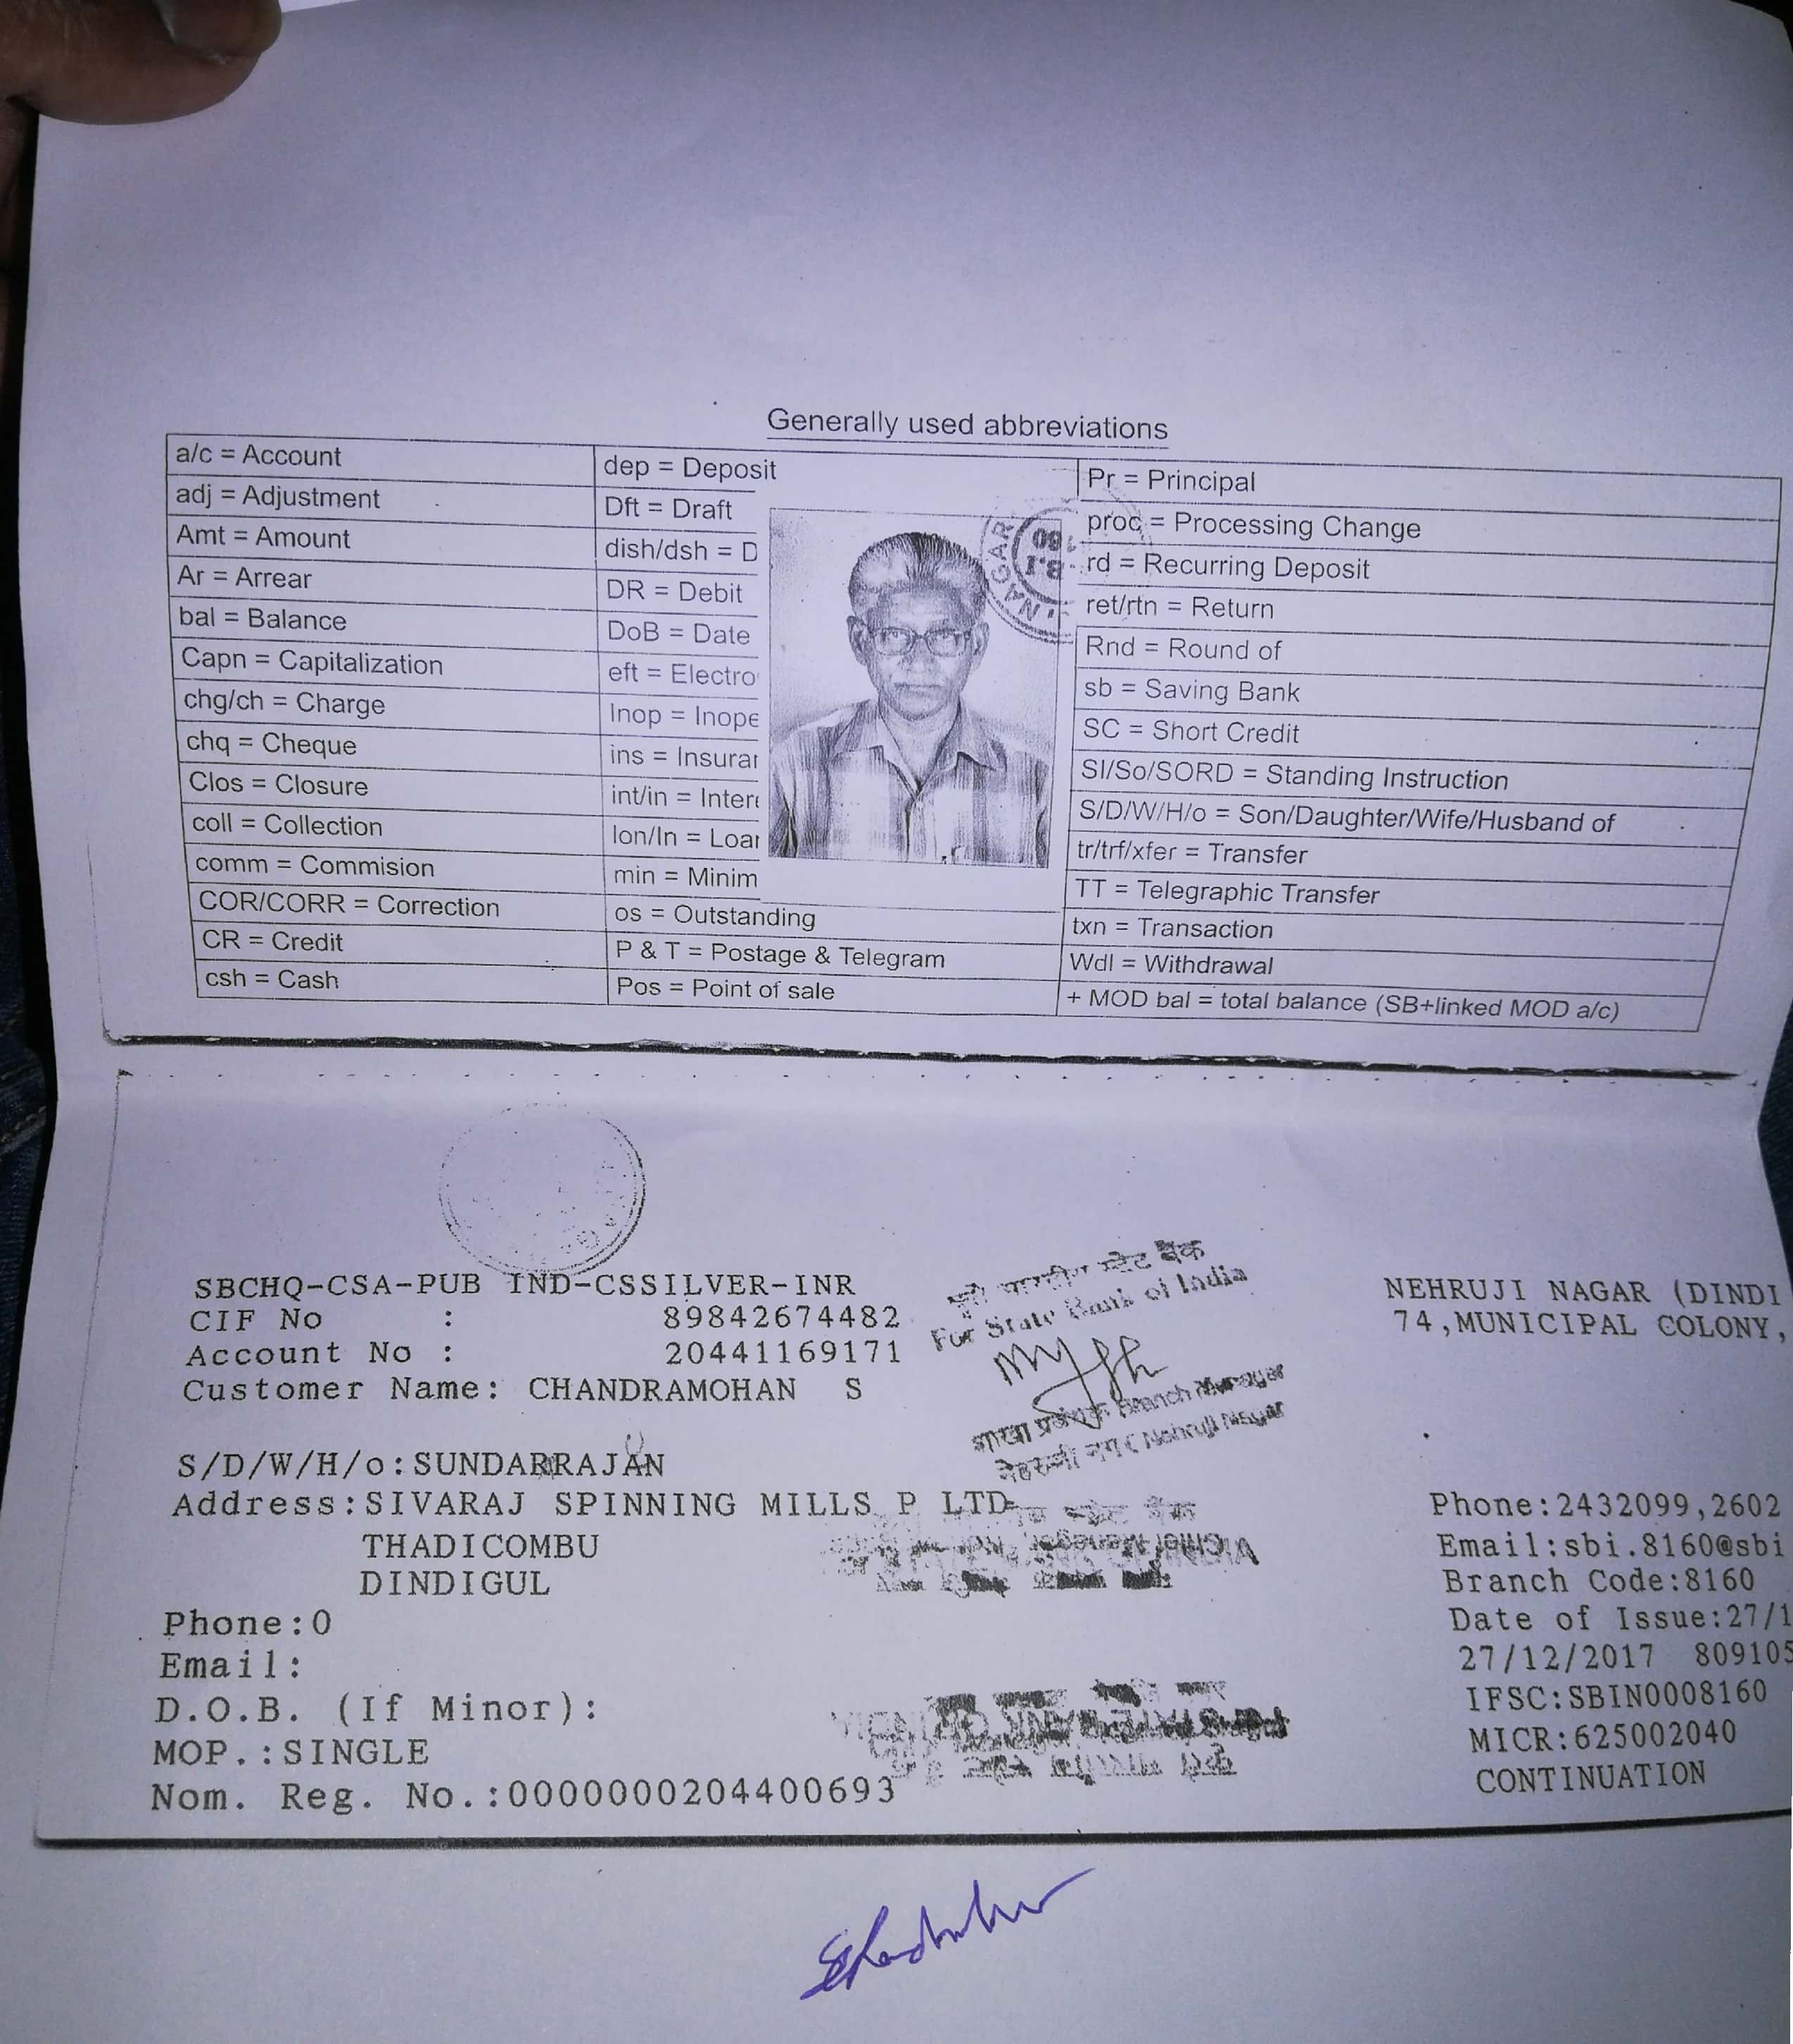 Generally used abbreviations
a/c = Account
adj = Adjustment
Amt = Amount
Ar = Arrear
bal = Balance
Capn = Capitalization
chg/ch = Charge
chq = Cheque
Clos = Closure
coll = Collection
comm = Commision
COR/CORR = Correction
CR = Credit
csh = Cash
dep = Deposit
Dft = Draft
dish/dsh = D
DR = Debit
DoB = Date
eft = Electro
Inop = Inope
ins = Insurar
int/in = Inter
lon/ln = Loar
min = Minim
os = Outstanding
P & T = Postage & Telegram
Pos = Point of sale
Pr = Principal
proc = Processing Change
rd = Recurring Deposit
ret/rtn = Return
Rnd = Round of
sb = Saving Bank
SC = Short Credit
SI/So/SORD = Standing Instruction
S/D/W/H/o = Son/Daughter/Wife/Husband of
tr/trf/xfer = Transfer
TT = Telegraphic Transfer
txn = Transaction
Wdl = Withdrawal
+ MOD bal = total balance (SB+linked MOD a/c)
NAGAR
SBCHQ-CSA-PUB IND-CSSILVER-INR
CIF No : 89842674482
Account No : 20441169171
Customer Name: CHANDRAMOHAN S
S/D/W/H/o:SUNDARRAJAN
Address:SIVARAJ SPINNING MILLS P LTD
THADICOMBU
DINDIGUL
Phone:0
Email:
D.O.B. (If Minor):
MOP.:SINGLE
Nom. Reg. No.:0000000204400693
स्टेट बैंक
For State Bank of India
शाखा Branch Manager
Nehruji Nagar
NEHRUJI NAGAR (DINDI
74,MUNICIPAL COLONY,
Phone:2432099,2602
Email:sbi.8160@sbi
Branch Code:8160
Date of Issue:27/1
27/12/2017 809105
IFSC:SBIN0008160
MICR:625002040
CONTINUATION